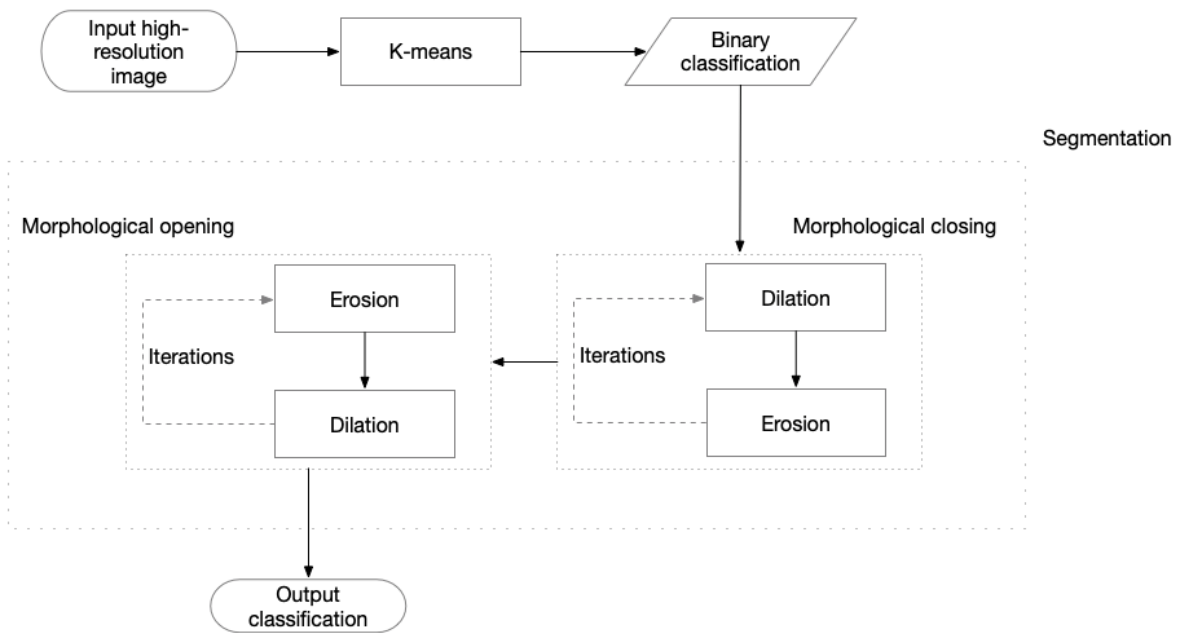 Input high-
resolution
image
K-means
Binary
classification
Segmentation
Morphological opening
Morphological closing
Erosion
Iterations
Dilation
Dilation
Iterations
Erosion
Output
classification